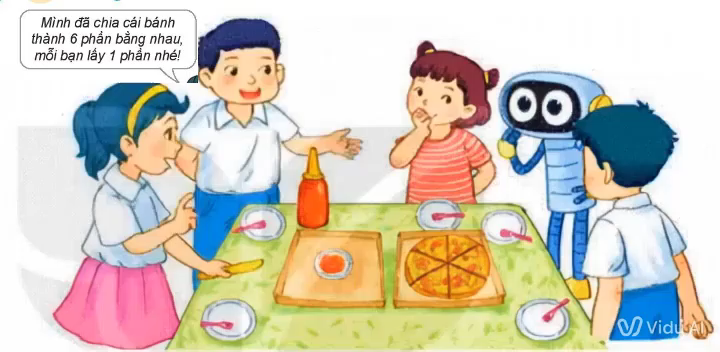 Mình đã chia cái bánh
thành 6 phần bằng nhau,
mỗi bạn lấy 1 phần nhé!
Vidu AI